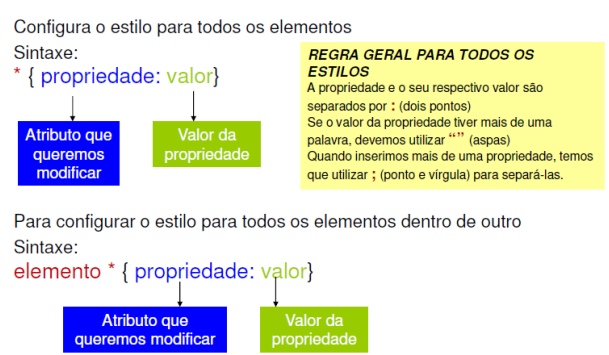 Configura o estilo para todos os elementos
Sintaxe:
* { propriedade: valor}
Atributo que
queremos
modificar
Valor da
propriedade
REGRA GERAL PARA TODOS OS
ESTILOS
A propriedade e o seu respectivo valor são
separados por : (dois pontos)
Se o valor da propriedade tiver mais de uma
palavra, devemos utilizar “” (aspas)
Quando inserimos mais de uma propriedade, temos
que utilizar ; (ponto e vírgula) para separá-las.
Para configurar o estilo para todos os elementos dentro de outro
Sintaxe:
elemento * { propriedade: valor}
Atributo que
queremos modificar
Valor da
propriedade